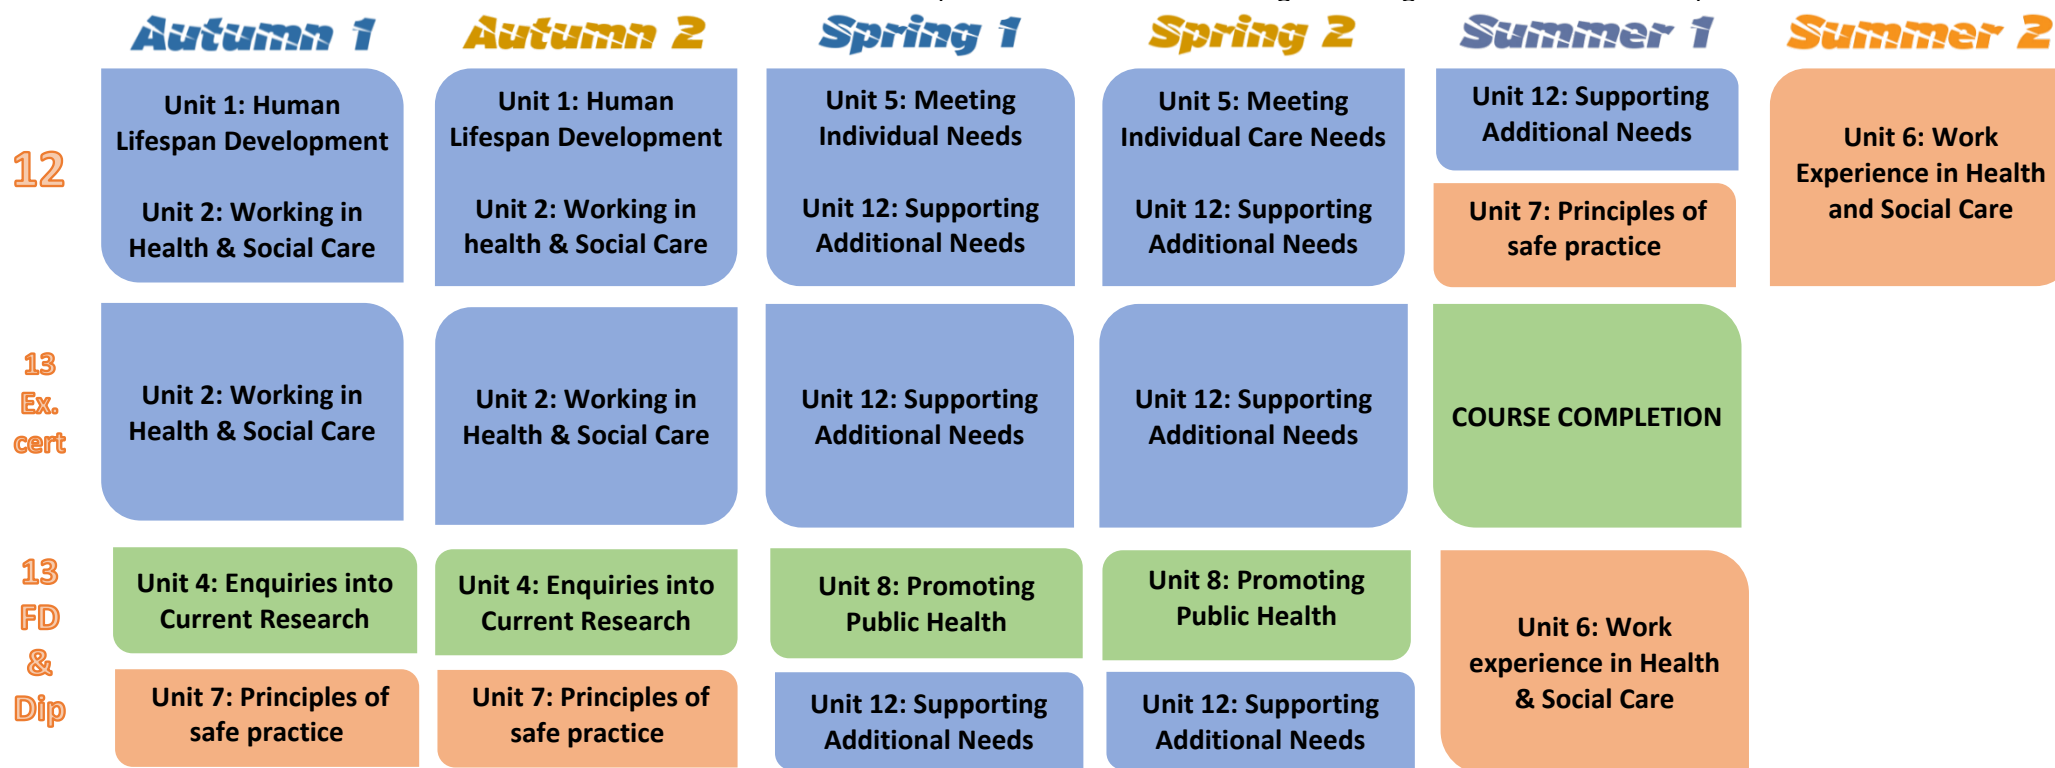 Autumn 1
Autumn 2
Spring 1
Spring 2
Summer 1
Summer 2
12
Unit 1: Human
Lifespan Development
Unit 2: Working in
Health & Social Care
Unit 1: Human
Lifespan Development
Unit 2: Working in
health & Social Care
Unit 5: Meeting
Individual Needs
Unit 12: Supporting
Additional Needs
Unit 5: Meeting
Individual Care Needs
Unit 12: Supporting
Additional Needs
Unit 12: Supporting
Additional Needs
Unit 7: Principles of
safe practice
Unit 6: Work
Experience in Health
and Social Care
13
Ex.
cert
Unit 2: Working in
Health & Social Care
Unit 2: Working in
Health & Social Care
Unit 12: Supporting
Additional Needs
Unit 12: Supporting
Additional Needs
COURSE COMPLETION
13
FD
&
Dip
Unit 4: Enquiries into
Current Research
Unit 7: Principles of
safe practice
Unit 4: Enquiries into
Current Research
Unit 7: Principles of
safe practice
Unit 8: Promoting
Public Health
Unit 12: Supporting
Additional Needs
Unit 8: Promoting
Public Health
Unit 12: Supporting
Additional Needs
Unit 6: Work
experience in Health
& Social Care